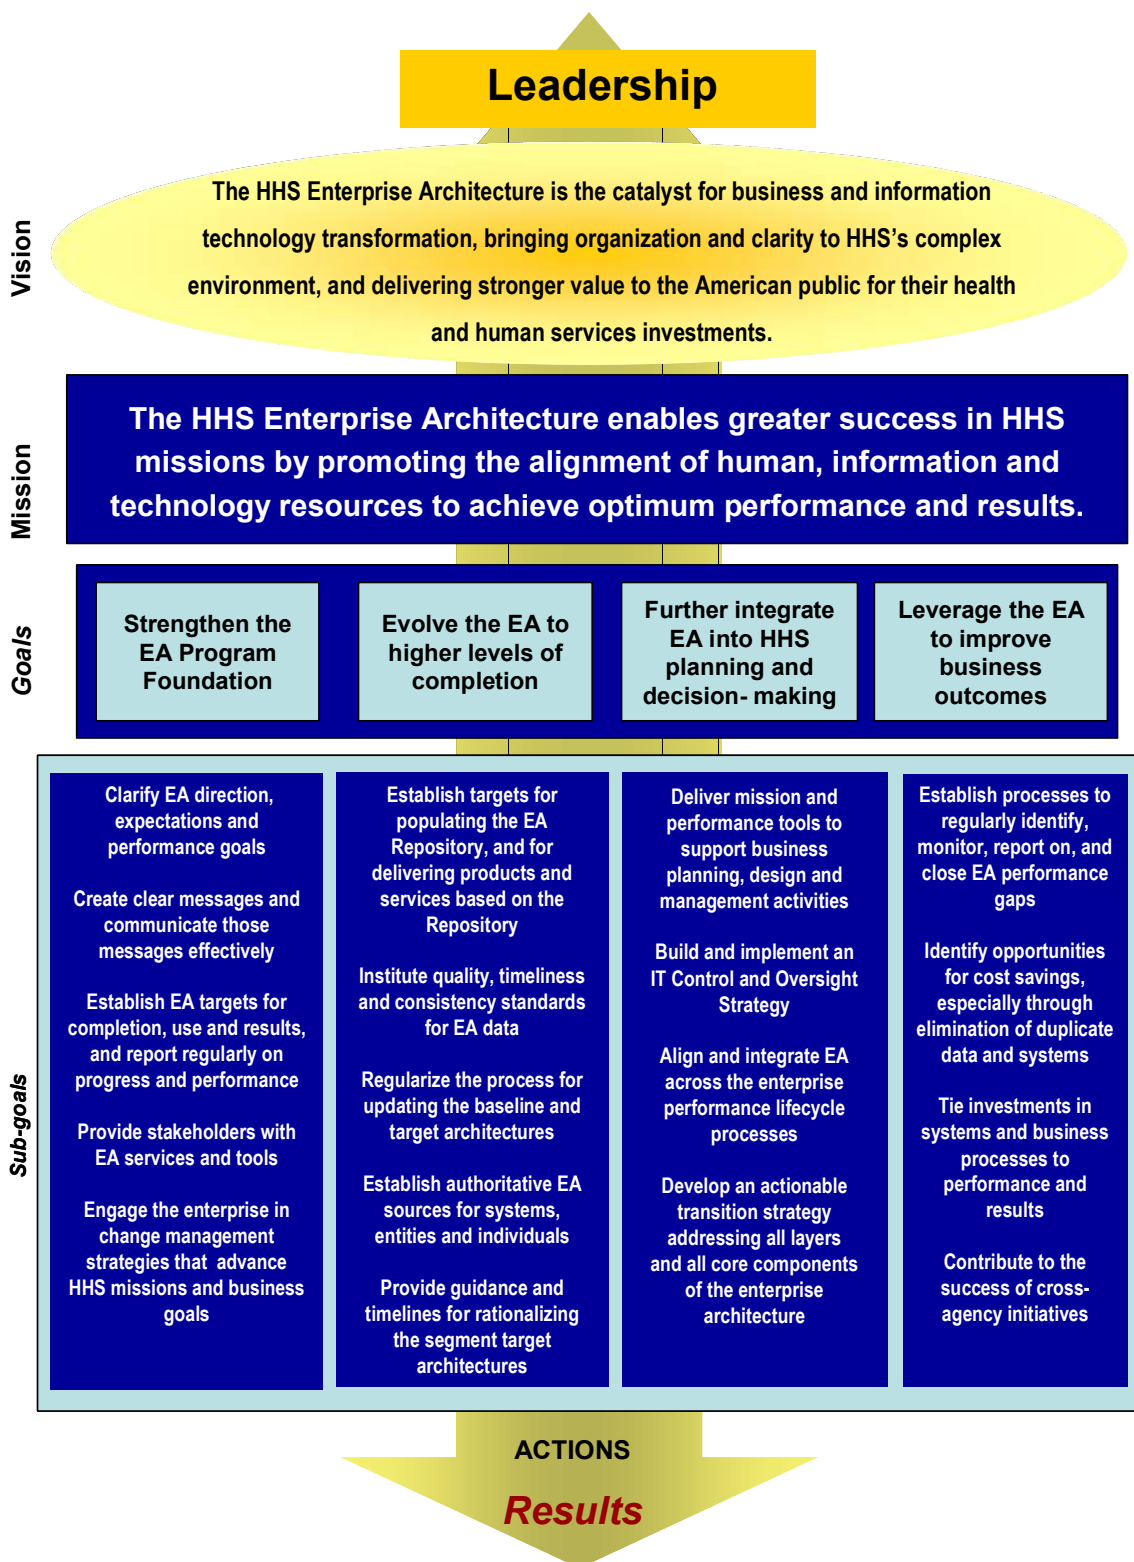 Leadership
Vision
The HHS Enterprise Architecture is the catalyst for business and information
technology transformation, bringing organization and clarity to HHS’s complex
environment, and delivering stronger value to the American public for their health
and human services investments.
Mission
The HHS Enterprise Architecture enables greater success in HHS
missions by promoting the alignment of human, information and
technology resources to achieve optimum performance and results.
Goals
Strengthen the
EA Program
Foundation
Evolve the EA to
higher levels of
completion
Further integrate
EA into HHS
planning and
decision- making
Leverage the EA
to improve
business
outcomes
Sub-goals
Clarify EA direction,
expectations and
performance goals
Create clear messages and
communicate those
messages effectively
Establish EA targets for
completion, use and results,
and report regularly on
progress and performance
Provide stakeholders with
EA services and tools
Engage the enterprise in
change management
strategies that advance
HHS missions and business
goals
Establish targets for
populating the EA
Repository, and for
delivering products and
services based on the
Repository
Institute quality, timeliness
and consistency standards
for EA data
Regularize the process for
updating the baseline and
target architectures
Establish authoritative EA
sources for systems,
entities and individuals
Provide guidance and
timelines for rationalizing
the segment target
architectures
Deliver mission and
performance tools to
support business
planning, design and
management activities
Build and implement an
IT Control and Oversight
Strategy
Align and integrate EA
across the enterprise
performance lifecycle
processes
Develop an actionable
transition strategy
addressing all layers
and all core components
of the enterprise
architecture
Establish processes to
regularly identify,
monitor, report on, and
close EA performance
gaps
Identify opportunities
for cost savings,
especially through
elimination of duplicate
data and systems
Tie investments in
systems and business
processes to
performance and
results
Contribute to the
success of cross-
agency initiatives
ACTIONS
Results